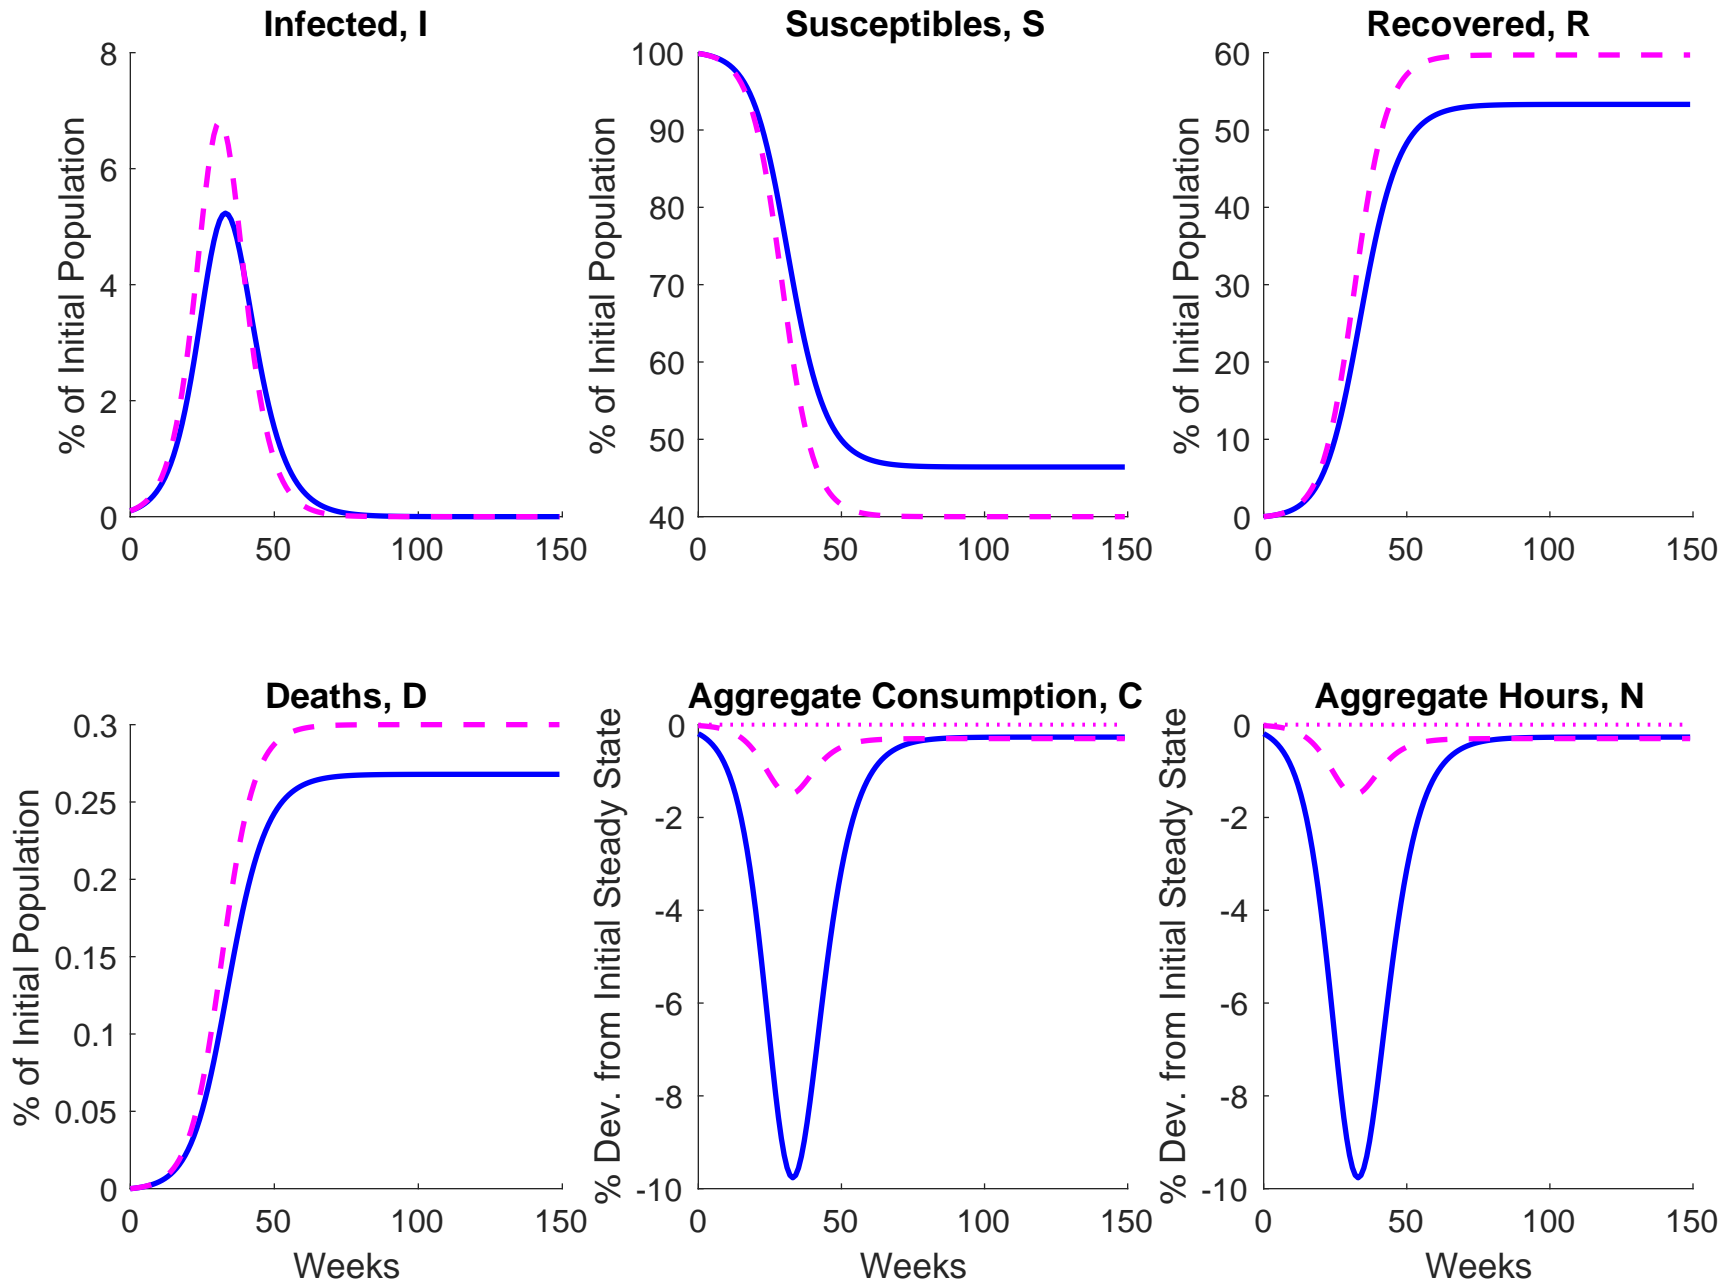 Infected, I
% of Initial Population
8
6
4
2
0
0 50 100 150
Susceptibles, S
% of Initial Population
100
90
80
70
60
50
40
0 50 100 150
Recovered, R
% of Initial Population
60
50
40
30
20
10
0
0 50 100 150
Deaths, D
% of Initial Population
0.3
0.25
0.2
0.15
0.1
0.05
0
0 50 100 150
Weeks
Aggregate Consumption, C
% Dev. from Initial Steady State
0
-2
-4
-6
-8
-10
0 50 100 150
Weeks
Aggregate Hours, N
% Dev. from Initial Steady State
0
-2
-4
-6
-8
-10
0 50 100 150
Weeks